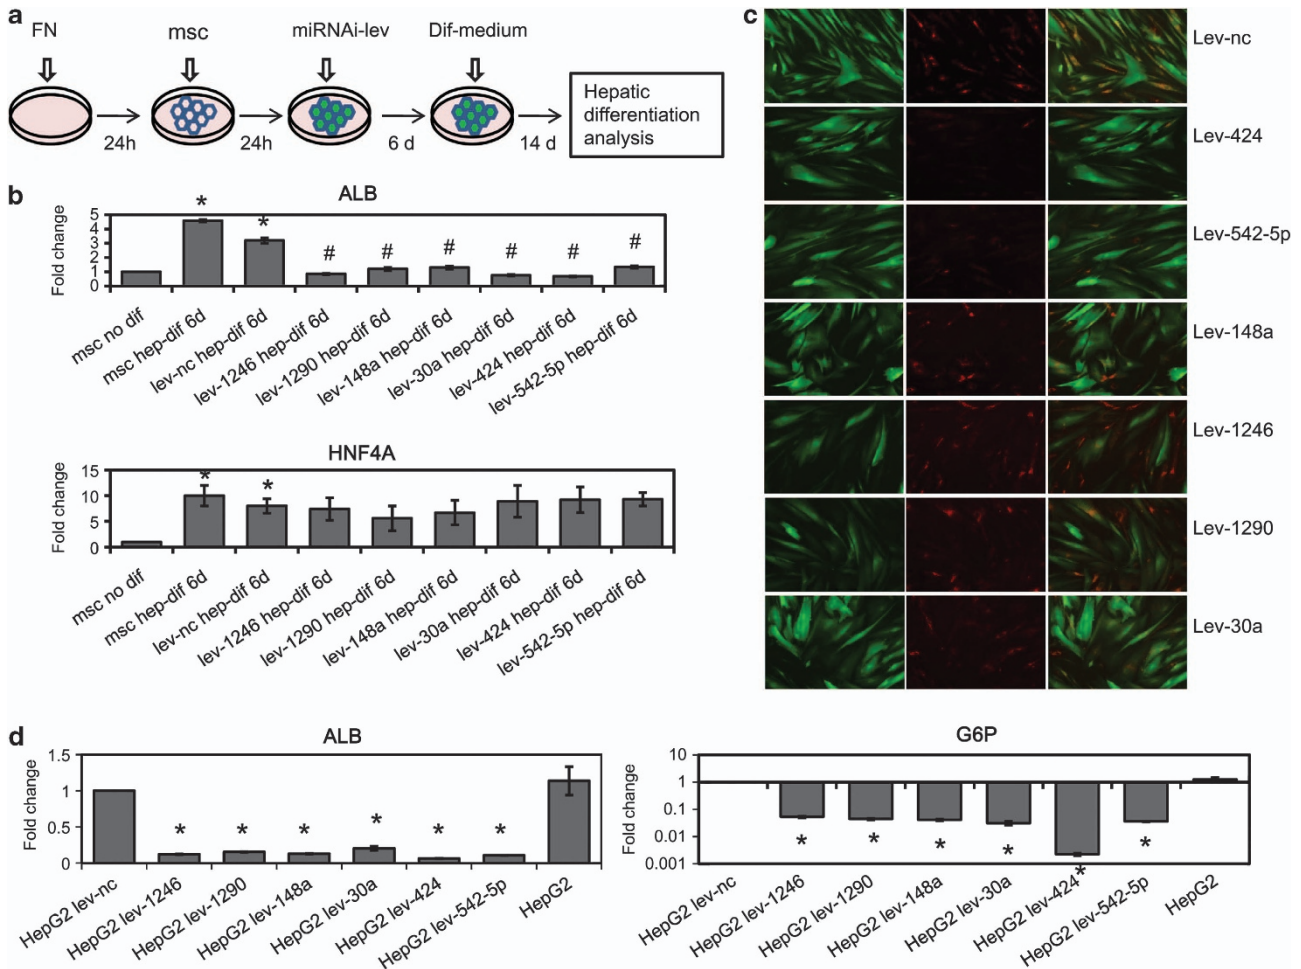 a
FN
msc
miRNAi-lev
Dif-medium
24h
24h
6 d
14 d
Hepatic
differentiation
analysis
b
ALB
Fold change
5
4
3
2
1
0
*
*
#
#
#
#
#
#
msc no dif
msc hep-dif 6d
lev-nc hep-dif 6d
lev-1246 hep-dif 6d
lev-1290 hep-dif 6d
lev-148a hep-dif 6d
lev-30a hep-dif 6d
lev-424 hep-dif 6d
lev-542-5p hep-dif 6d
HNF4A
Fold change
15
10
5
0
*
*
msc no dif
msc hep-dif 6d
lev-nc hep-dif 6d
lev-1246 hep-dif 6d
lev-1290 hep-dif 6d
lev-148a hep-dif 6d
lev-30a hep-dif 6d
lev-424 hep-dif 6d
lev-542-5p hep-dif 6d
c
Lev-nc
Lev-424
Lev-542-5p
Lev-148a
Lev-1246
Lev-1290
Lev-30a
d
ALB
Fold change
1.5
1
0.5
0
*
*
*
*
*
*
HepG2 lev-nc
HepG2 lev-1246
HepG2 lev-1290
HepG2 lev-148a
HepG2 lev-30a
HepG2 lev-424
HepG2 lev-542-5p
HepG2
G6P
Fold change
10
1
0.1
0.01
0.001
*
*
*
*
*
*
HepG2 lev-nc
HepG2 lev-1246
HepG2 lev-1290
HepG2 lev-148a
HepG2 lev-30a
HepG2 lev-424
HepG2 lev-542-5p
HepG2